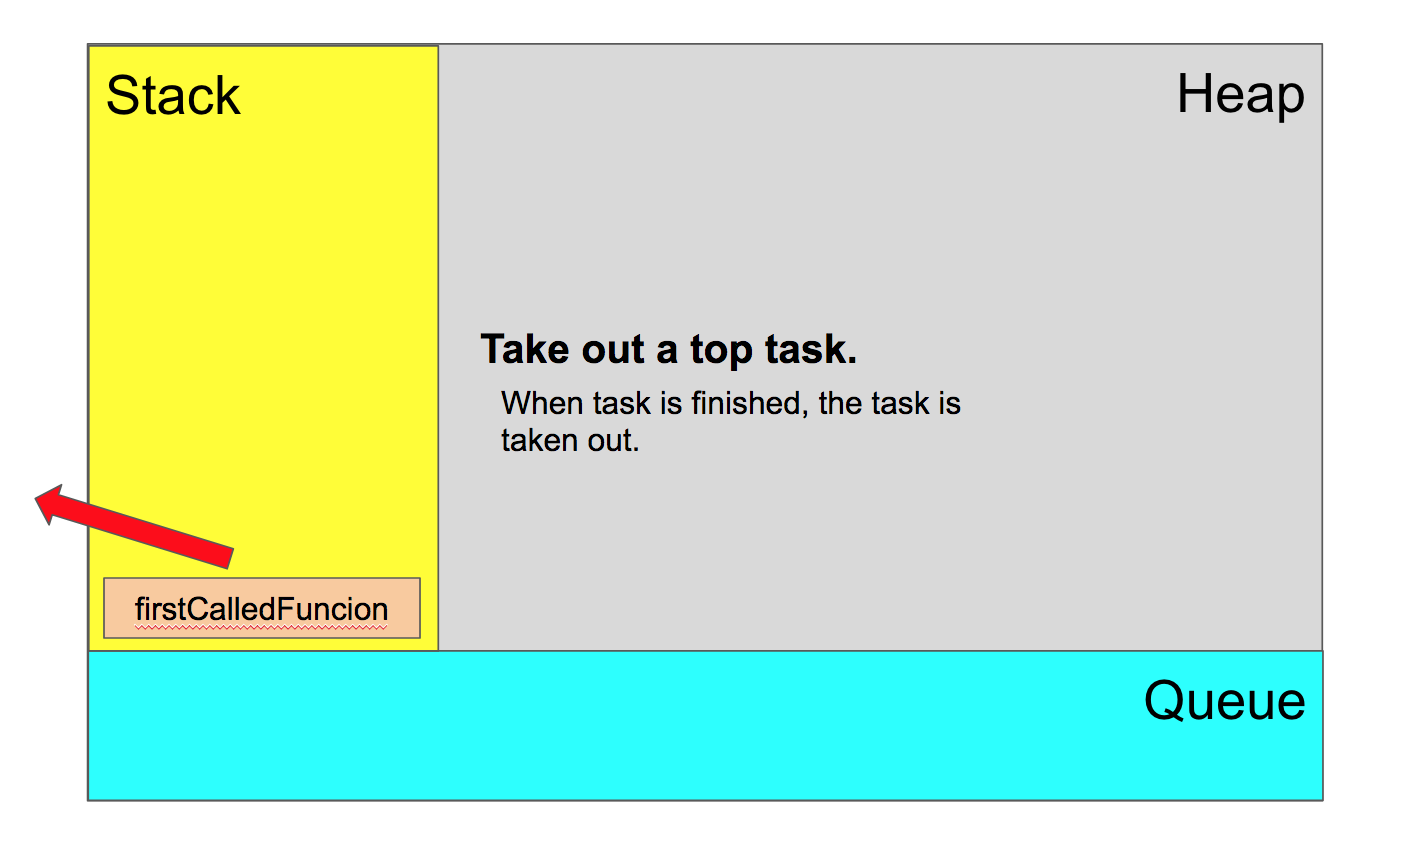 Stack
Heap
Take out a top task.
When task is finished, the task is
taken out.
firstCalledFuncion
Queue